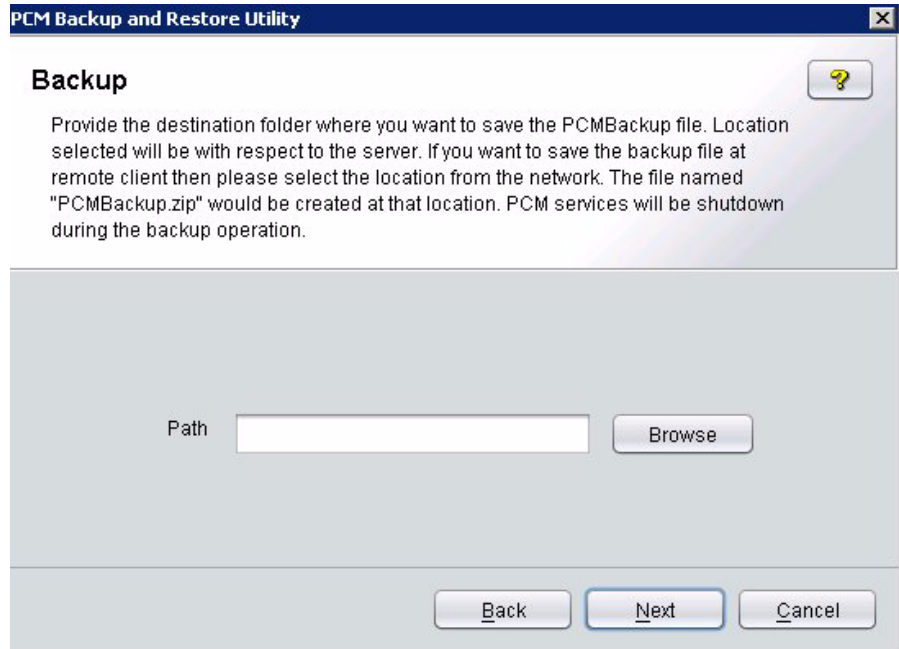 PCM Backup and Restore Utility
Backup
Provide the destination folder where you want to save the PCMBackup file. Location
selected will be with respect to the server. If you want to save the backup file at
remote client then please select the location from the network. The file named
"PCMBackup.zip" would be created at that location. PCM services will be shutdown
during the backup operation.
Path
Browse
Back
Next
Cancel